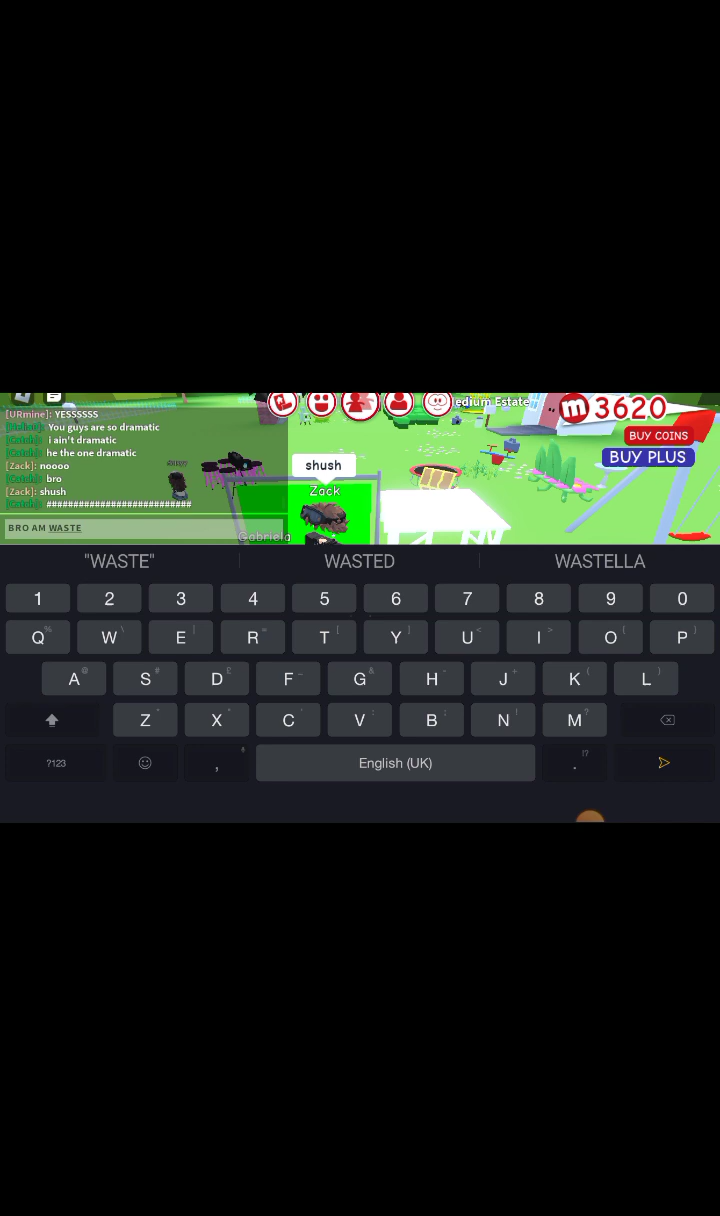 edium Estate
m 3620
[URmine]: YESSSSSS
You guys are so dramatic
i ain't dramatic
he the one dramatic
[Zack]: noooo
bro
[Zack]: shush
###########################
BUY COINS
BUY PLUS
shush
Zack
Gabriela
BRO AM WASTE
"WASTE" WASTED WASTELLA
1 2 3 4 5 6 7 8 9 0
Q W E R T Y U I O P
A S D F G H J K L
Z X C V B N M
?123 , English (UK) .